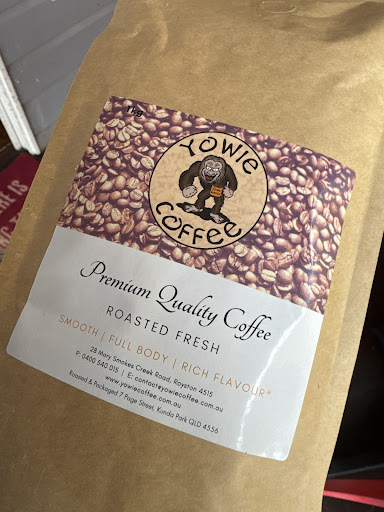 1kg
YOWIE
COFFEE
Premium Quality Coffee
ROASTED FRESH
SMOOTH | FULL BODY | RICH FLAVOUR
28 Mary Smokes Creek Road, Royston 4515
P: 0400 540 015 | E: contact@yowiecoffee.com.au
www.yowiecoffee.com.au
Roasted & Packaged 7 Page Street, Kunda Park QLD 4556